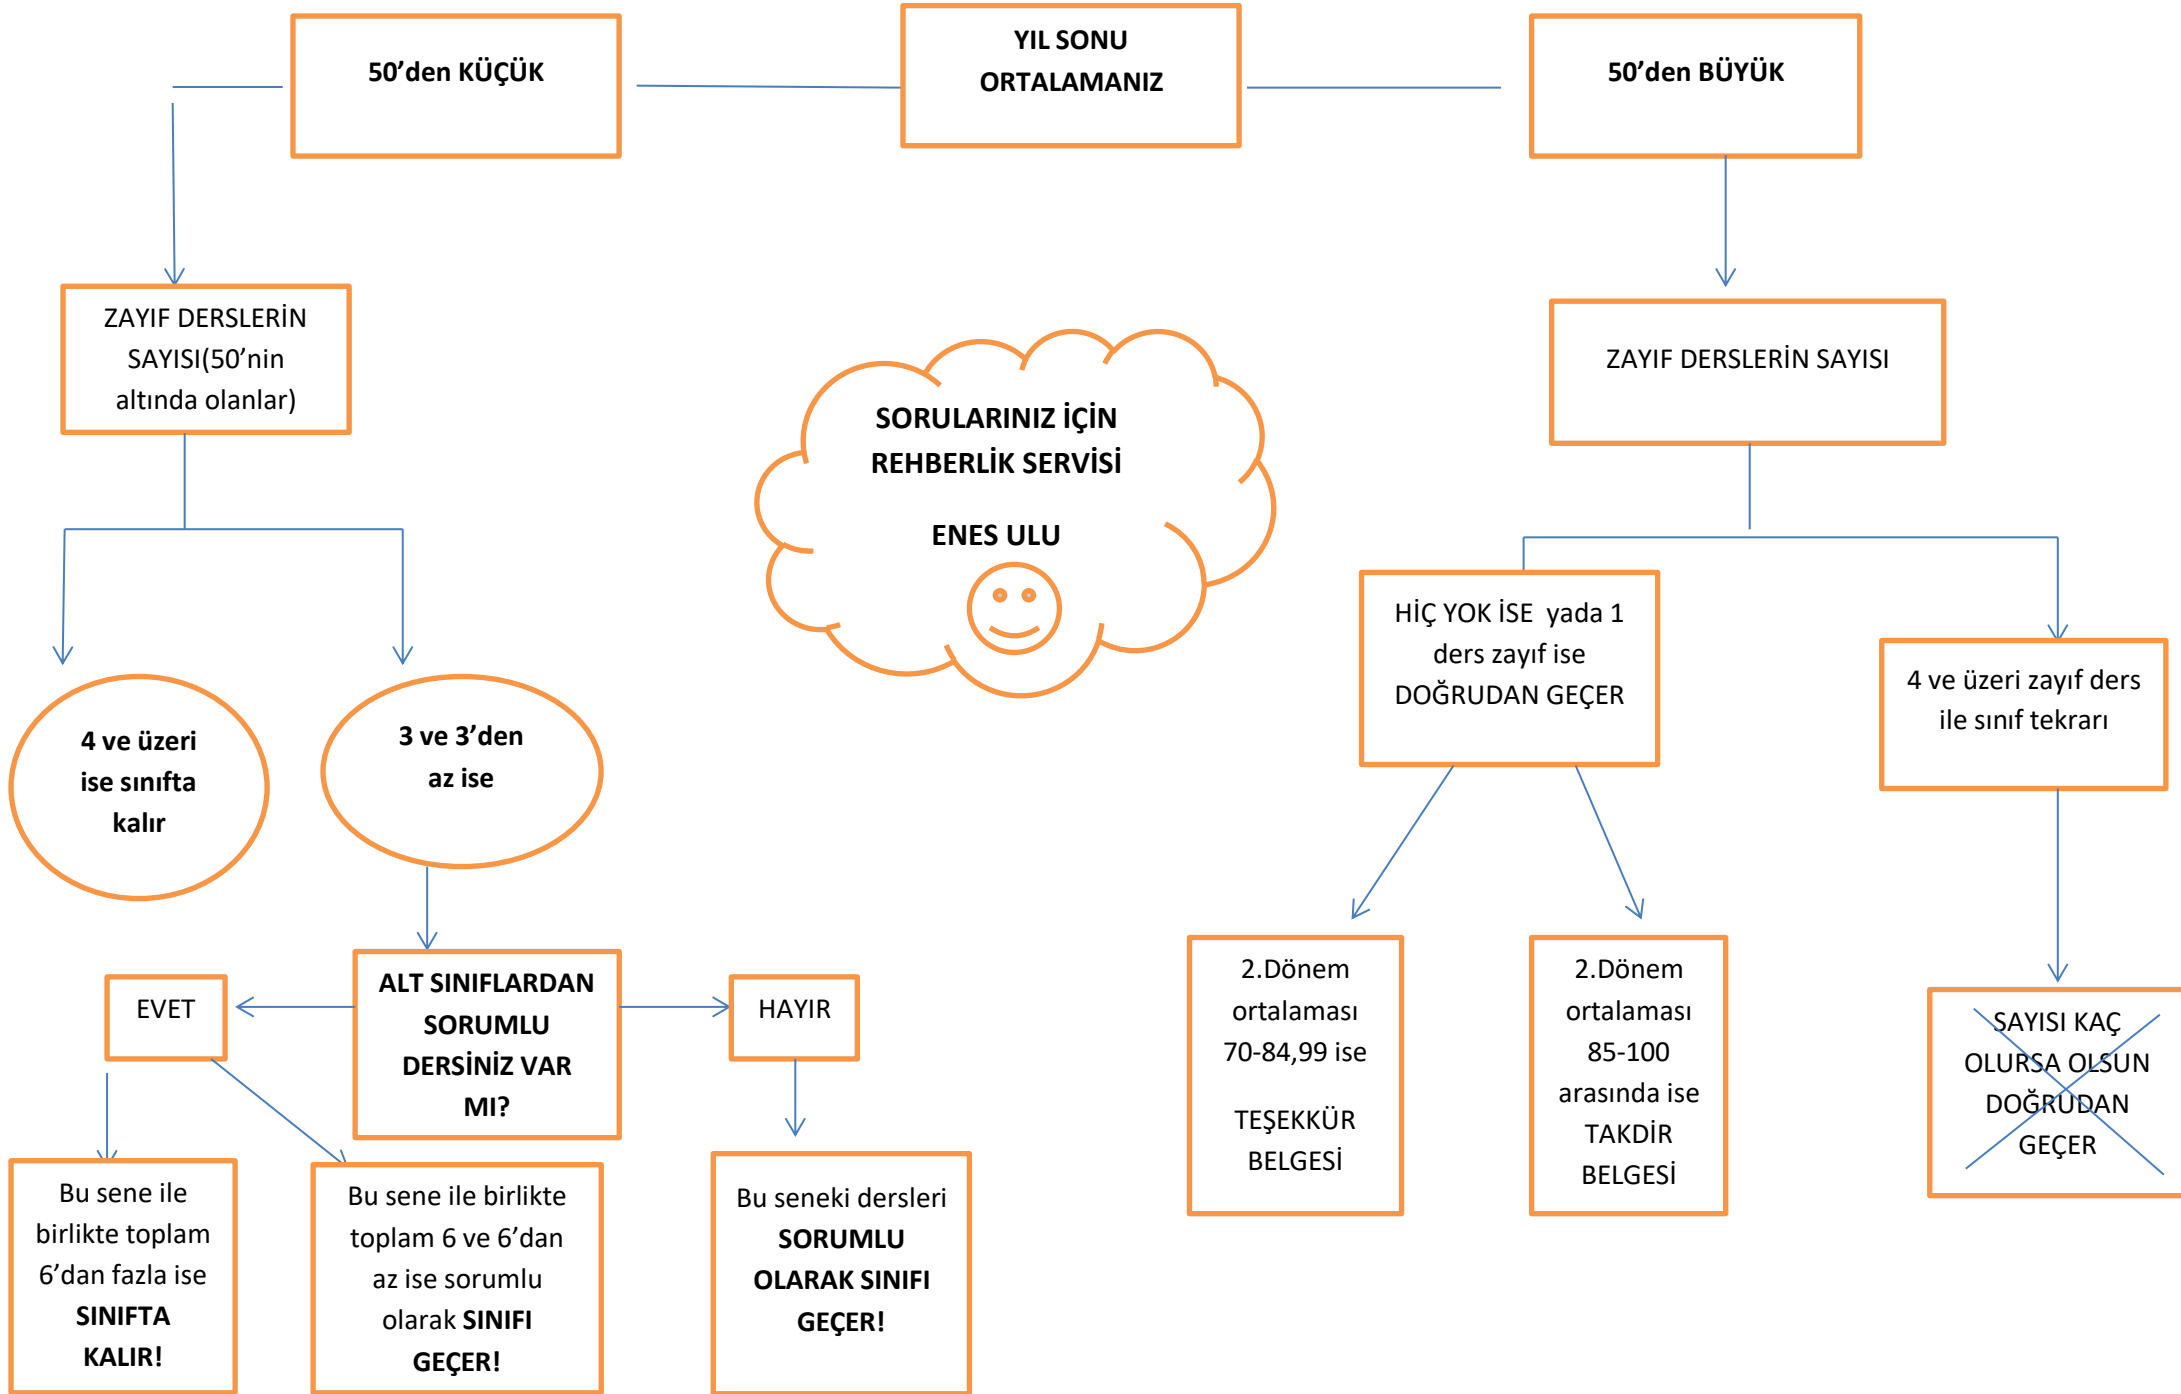 50’den KÜÇÜK
YIL SONU
ORTALAMANIZ
50’den BÜYÜK
ZAYIF DERSLERİN
SAYISI(50’nin
altında olanlar)
ZAYIF DERSLERİN SAYISI
SORULARINIZ İÇİN
REHBERLİK SERVİSİ
ENES ULU
4 ve üzeri
ise sınıfta
kalır
3 ve 3’den
az ise
HİÇ YOK İSE  yada 1
ders zayıf ise
DOĞRUDAN GEÇER
4 ve üzeri zayıf ders
ile sınıf tekrarı
EVET
ALT SINIFLARDAN
SORUMLU
DERSİNİZ VAR
MI?
HAYIR
2.Dönem
ortalaması
70-84,99 ise
TEŞEKKÜR
BELGESİ
2.Dönem
ortalaması
85-100
arasında ise
TAKDİR
BELGESİ
SAYISI KAÇ
OLURSA OLSUN
DOĞRUDAN
GEÇER
Bu sene ile
birlikte toplam
6’dan fazla ise
SINIFTA
KALIR!
Bu sene ile birlikte
toplam 6 ve 6’dan
az ise sorumlu
olarak SINIFI
GEÇER!
Bu seneki dersleri
SORUMLU
OLARAK SINIFI
GEÇER!